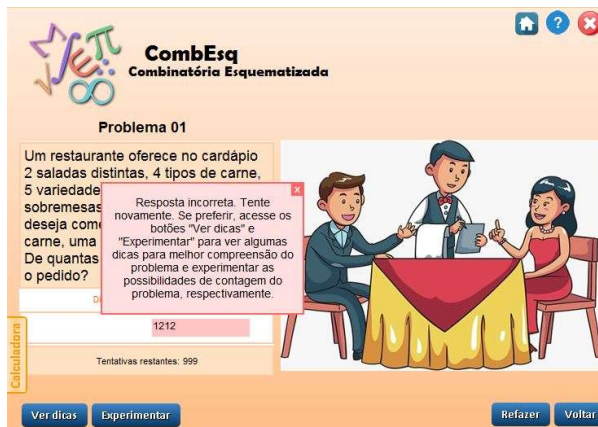 CombEsq
Combinatória Esquematizada
Problema 01
Um restaurante oferece no cardápio
2 saladas distintas, 4 tipos de carne,
5 variedade
sobremesas
deseja com
carne, uma
De quantas
o pedido?
x
Resposta incorreta. Tente
novamente. Se preferir, acesse os
botões "Ver dicas" e
"Experimentar" para ver algumas
dicas para melhor compreensão do
problema e experimentar as
possibilidades de contagem do
problema, respectivamente.
1212
Calculadora
Tentativas restantes: 999
Ver dicas
Experimentar
Refazer
Voltar